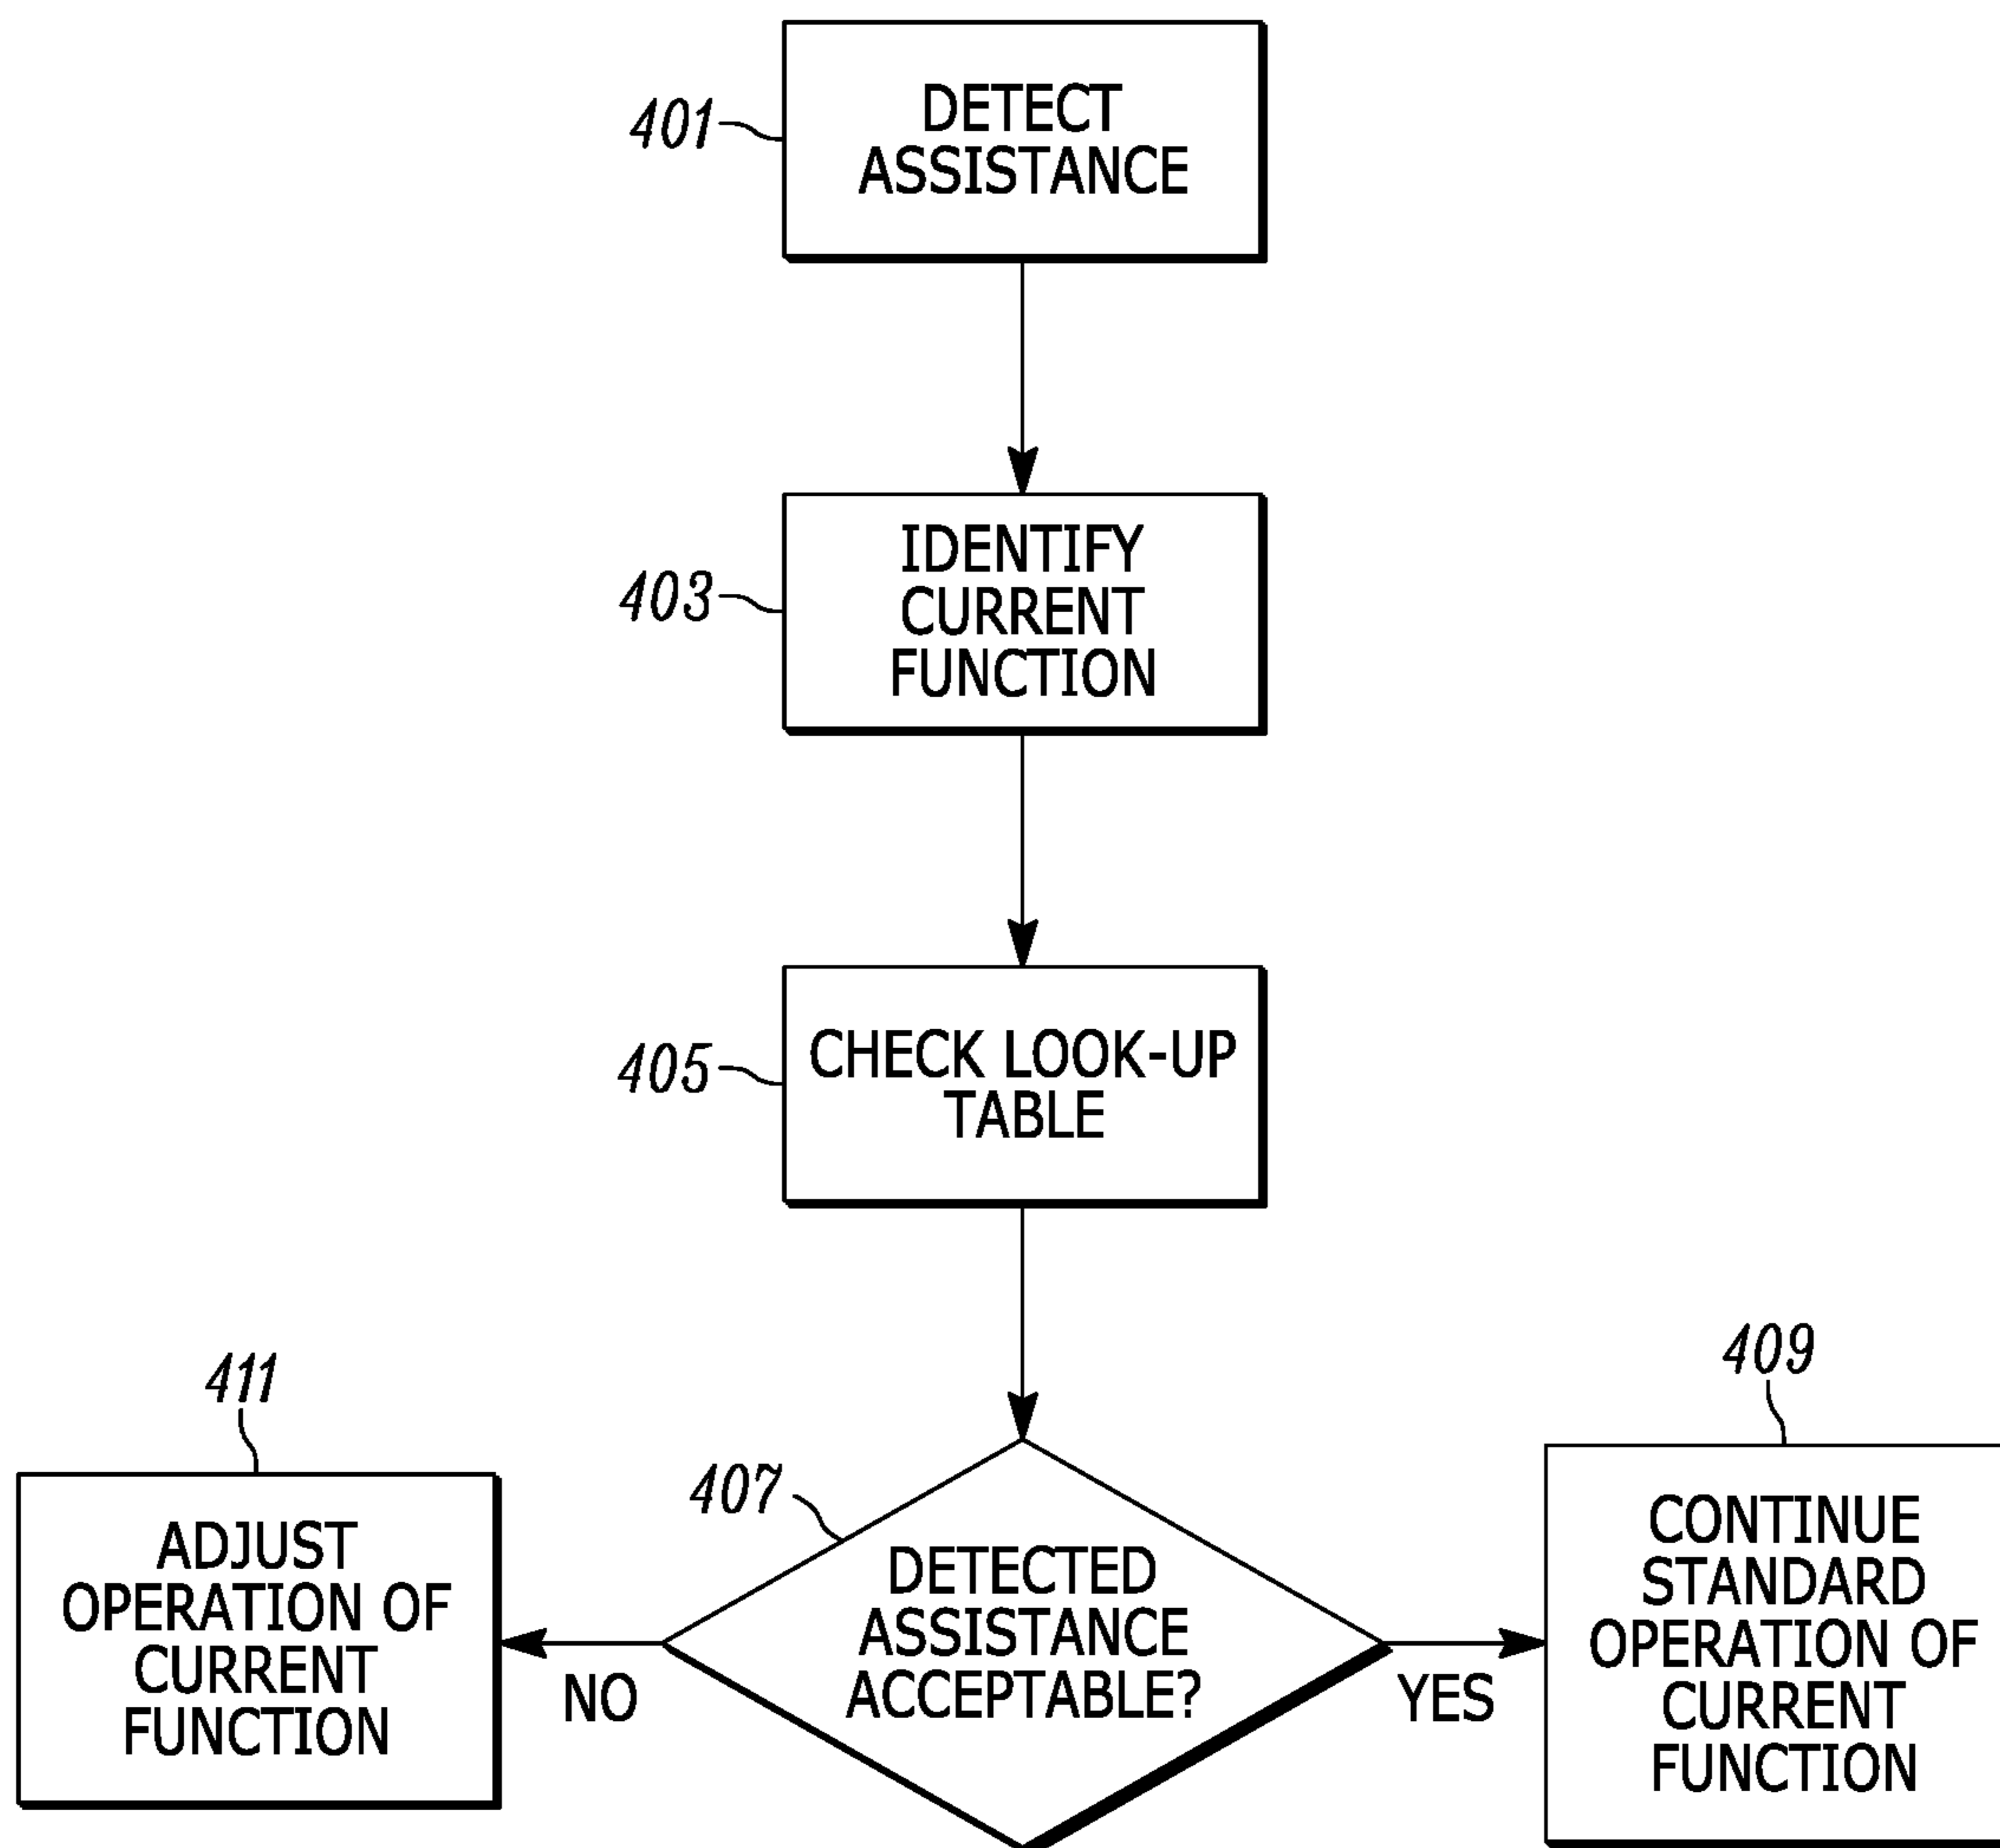 401
DETECT
ASSISTANCE
403
IDENTIFY
CURRENT
FUNCTION
405
CHECK LOOK-UP
TABLE
411
ADJUST
OPERATION OF
CURRENT
FUNCTION
NO
407
DETECTED
ASSISTANCE
ACCEPTABLE?
YES
409
CONTINUE
STANDARD
OPERATION OF
CURRENT
FUNCTION